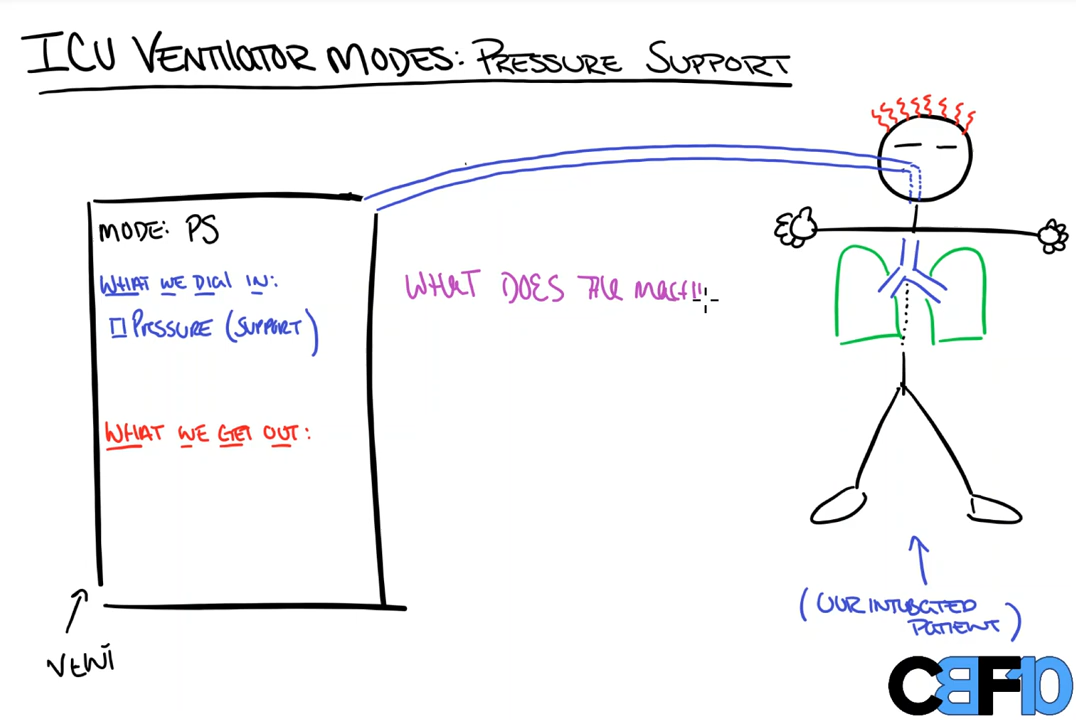 ICU VENTILATOR MODES: PRESSURE SUPPORT
MODE: PS
WHAT WE DIAL IN:
PRESSURE (SUPPORT)
WHAT DOES THE
WHAT WE GET OUT:
VENT
(OUR INTUBATED
PATIENT)
CBF10